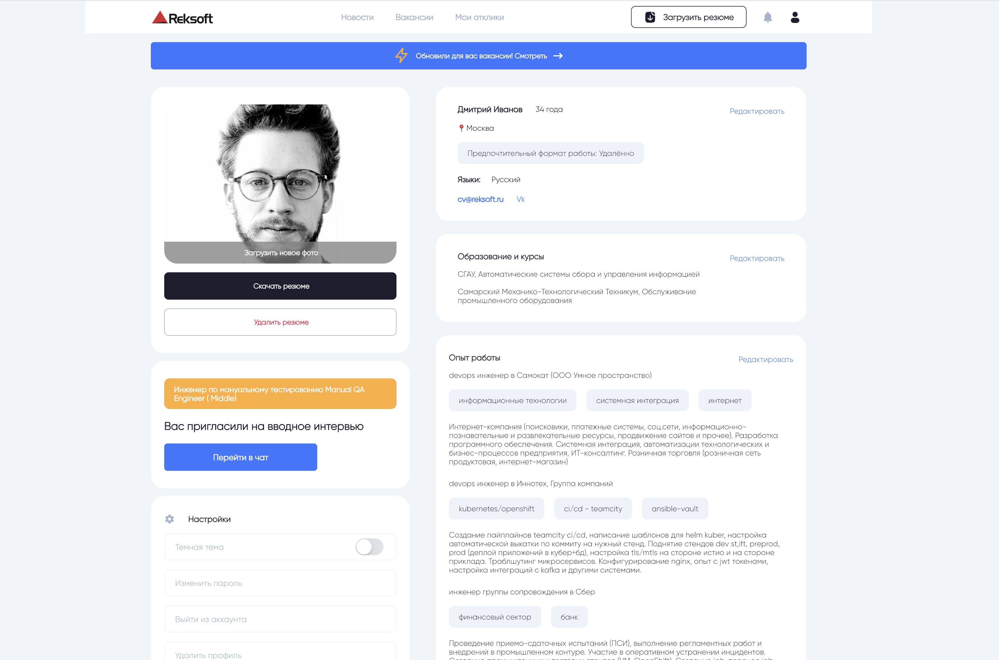 Reksoft
Новости
Вакансии
Мои отклики
Загрузить резюме
Обновили для вас вакансии! Смотреть
Загрузить новое фото
Скачать резюме
Удалить резюме
Инженер по мануальному тестированию Manual QA
Engineer ( Middle)
Вас пригласили на вводное интервью
Перейти в чат
Настройки
Темная тема
Изменить пароль
Выйти из аккаунта
Удалить профиль
Дмитрий Иванов
34 года
Редактировать
Москва
Предпочтительный формат работы: Удалённо
Языки:
Русский
cv@reksoft.ru
Vk
Образование и курсы
Редактировать
СГАУ, Автоматические системы сбора и управления информацией
Самарский Механико-Технологический Техникум, Обслуживание
промышленного оборудования
Опыт работы
Редактировать
devops инженер в Самокат (ООО Умное пространство)
информационные технологии
системная интеграция
интернет
Интернет-компания (поисковики, платежные системы, соц.сети, информационно-
познавательные и развлекательные ресурсы, продвижение сайтов и прочее). Разработка
программного обеспечения. Системная интеграция, автоматизации технологических и
бизнес-процессов предприятия, ИТ-консалтинг. Розничная торговля (розничная сеть
продуктовая, интернет-магазин)
devops инженер в Иннотех, Группа компаний
kubernetes/openshift
ci/cd - teamcity
ansible-vault
Создание пайплайнов teamcity ci/cd, написание шаблонов для helm kuber, настройка
автоматической выкатки по коммиту на нужный стенд. Поднятие стендов dev st,ift, preprod,
prod (деплой приложений в кубер+бд), настройка tls/mtls на стороне истио и на стороне
приклада. Траблшутинг микросервисов. Конфигурирование nginx, опыт с jwt токенами,
настройка интеграций с kafka и другими системами.
инженер группы сопровождения в Сбер
финансовый сектор
банк
Проведение приемо-сдаточных испытаний (ПСИ), выполнение регламентных работ и
внедрений в промышленном контуре. Участие в оперативном устранении инцидентов.